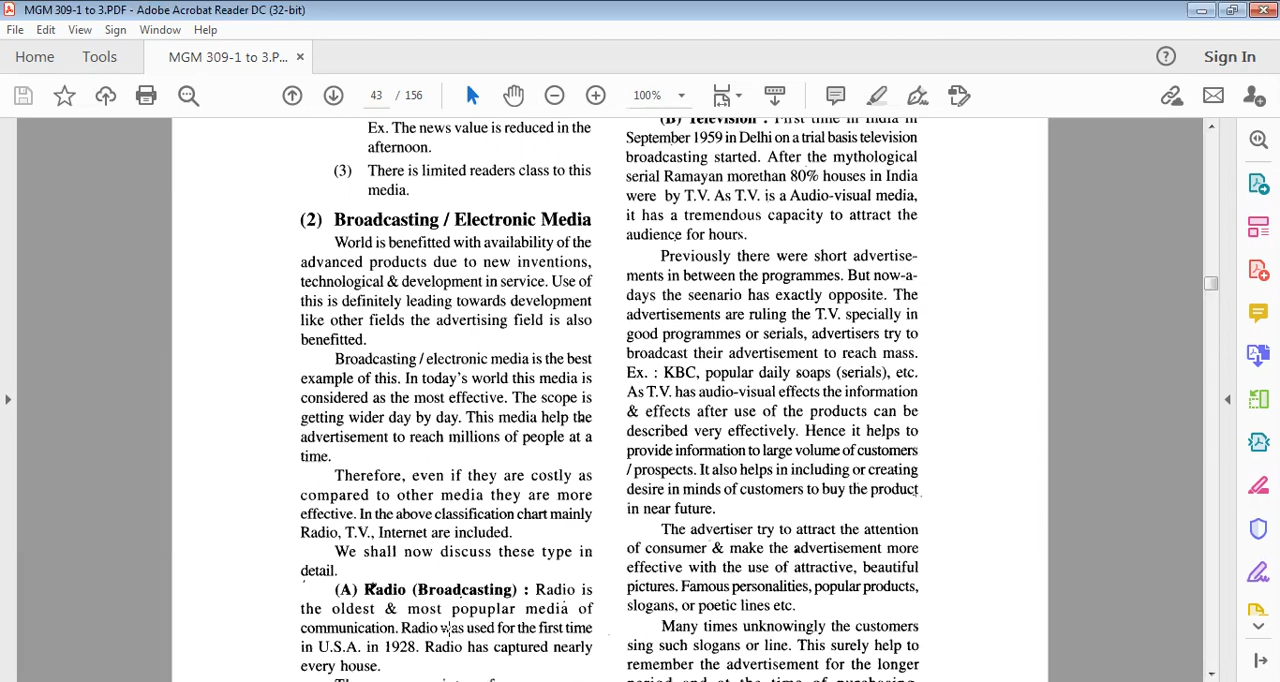 MGM 309-1 to 3.PDF - Adobe Acrobat Reader DC (32-bit)
File Edit View Sign Window Help
Home Tools MGM 309-1 to 3.P... × Sign In
43 / 156 100%
Ex. The news value is reduced in the
afternoon.
(3) There is limited readers class to this
media.
(2) Broadcasting / Electronic Media
World is benefitted with availability of the
advanced products due to new inventions,
technological & development in service. Use of
this is definitely leading towards development
like other fields the advertising field is also
benefitted.
Broadcasting / electronic media is the best
example of this. In today's world this media is
considered as the most effective. The scope is
getting wider day by day. This media help the
advertisement to reach millions of people at a
time.
Therefore, even if they are costly as
compared to other media they are more
effective. In the above classification chart mainly
Radio, T.V., Internet are included.
We shall now discuss these type in
detail.
(A) Radio (Broadcasting) : Radio is
the oldest & most popuplar media of
communication. Radio was used for the first time
in U.S.A. in 1928. Radio has captured nearly
every house.
(B) Television : First time in India in
September 1959 in Delhi on a trial basis television
broadcasting started. After the mythological
serial Ramayan morethan 80% houses in India
were by T.V. As T.V. is a Audio-visual media,
it has a tremendous capacity to attract the
audience for hours.
Previously there were short advertise-
ments in between the programmes. But now-a-
days the seenario has exactly opposite. The
advertisements are ruling the T.V. specially in
good programmes or serials, advertisers try to
broadcast their advertisement to reach mass.
Ex. : KBC, popular daily soaps (serials), etc.
As T.V. has audio-visual effects the information
& effects after use of the products can be
described very effectively. Hence it helps to
provide information to large volume of customers
/ prospects. It also helps in including or creating
desire in minds of customers to buy the product
in near future.
The advertiser try to attract the attention
of consumer & make the advertisement more
effective with the use of attractive, beautiful
pictures. Famous personalities, popular products,
slogans, or poetic lines etc.
Many times unknowingly the customers
sing such slogans or line. This surely help to
remember the advertisement for the longer
period and at the time of purchasing,